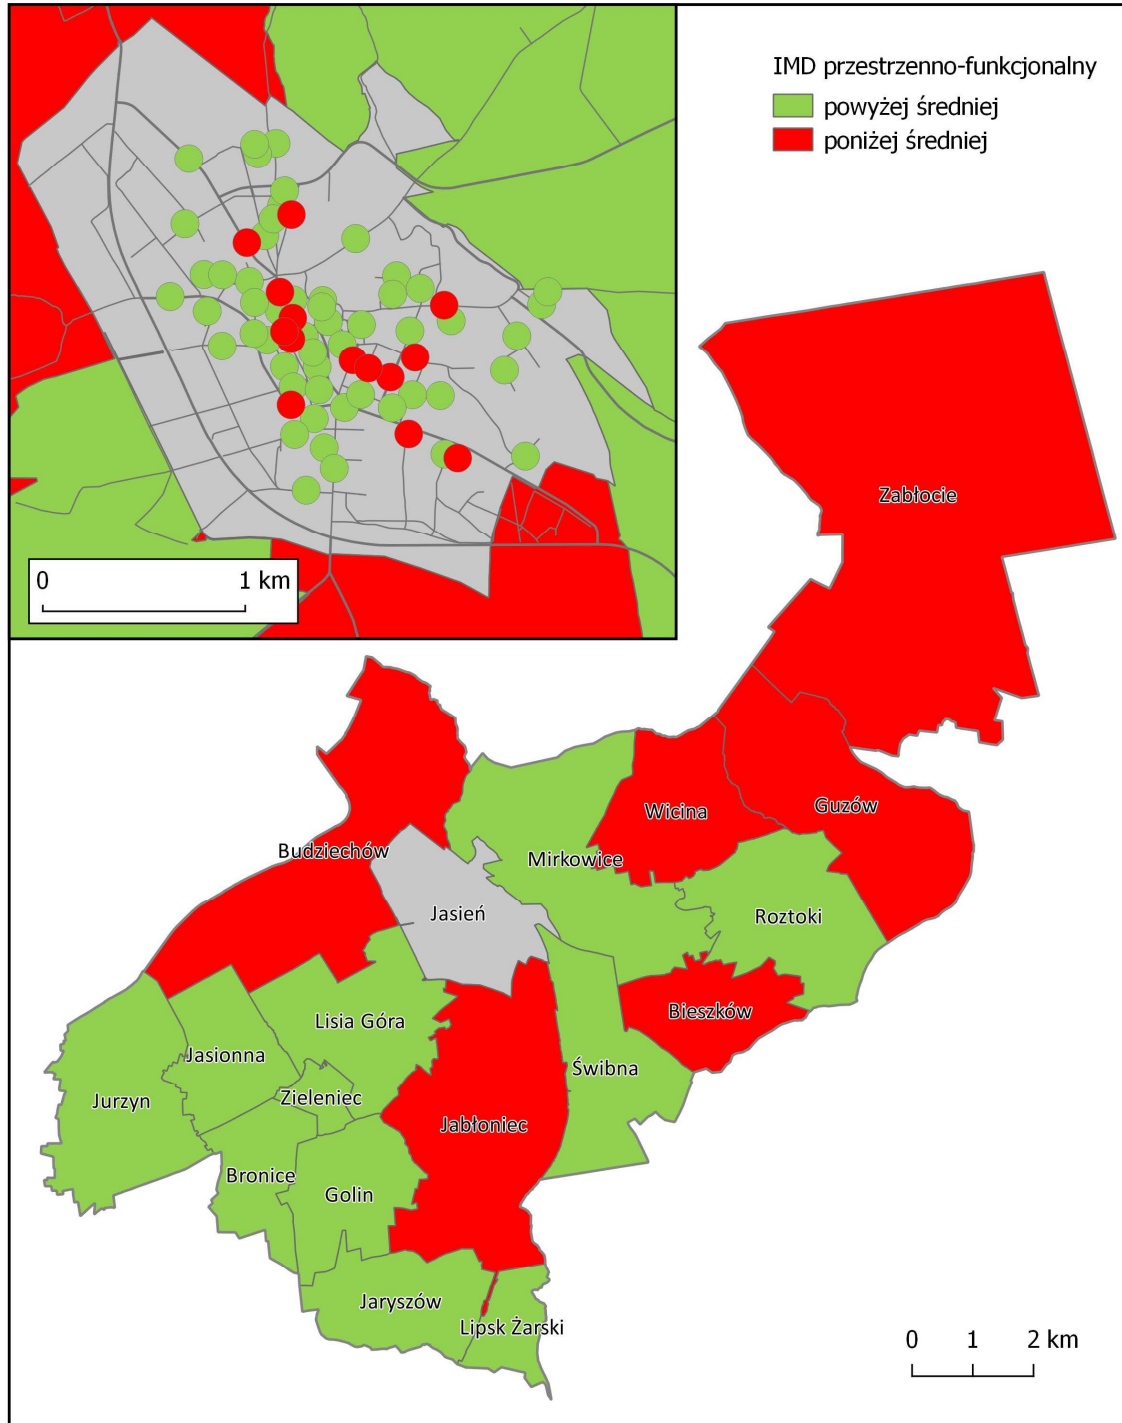 IMD przestrzenno-funkcjonalny
powyżej średniej
poniżej średniej
0 1 km
Zabłocie
Wicina
Guzów
Budziechów
Mirkowice
Jasień
Roztoki
Bieszków
Lisia Góra
Jasionna
Świbna
Zieleniec
Jurzyn
Jabłoniec
Bronice
Golin
Jaryszów
Lipsk Żarski
0 1 2 km